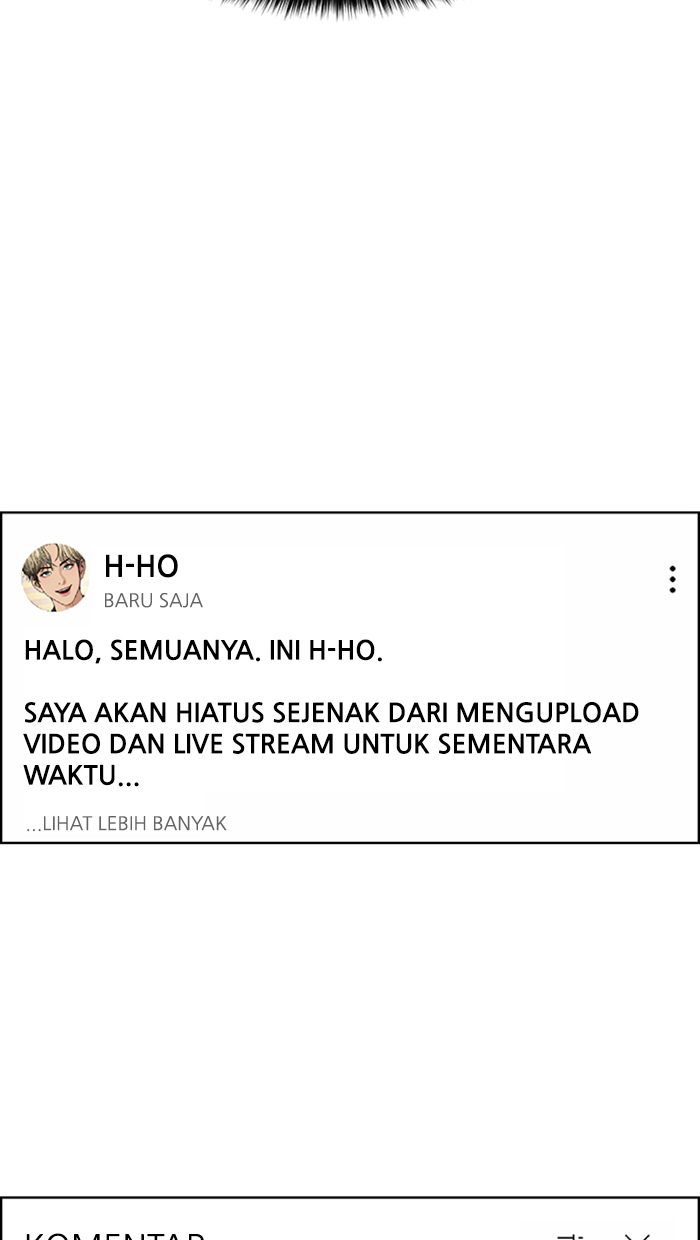 H-HO
BARU SAJA
HALO, SEMUANYA. INI H-HO.
SAYA AKAN HIATUS SEJENAK DARI MENGUPLOAD
VIDEO DAN LIVE STREAM UNTUK SEMENTARA
WAKTU...
...LIHAT LEBIH BANYAK
KOMENTAR